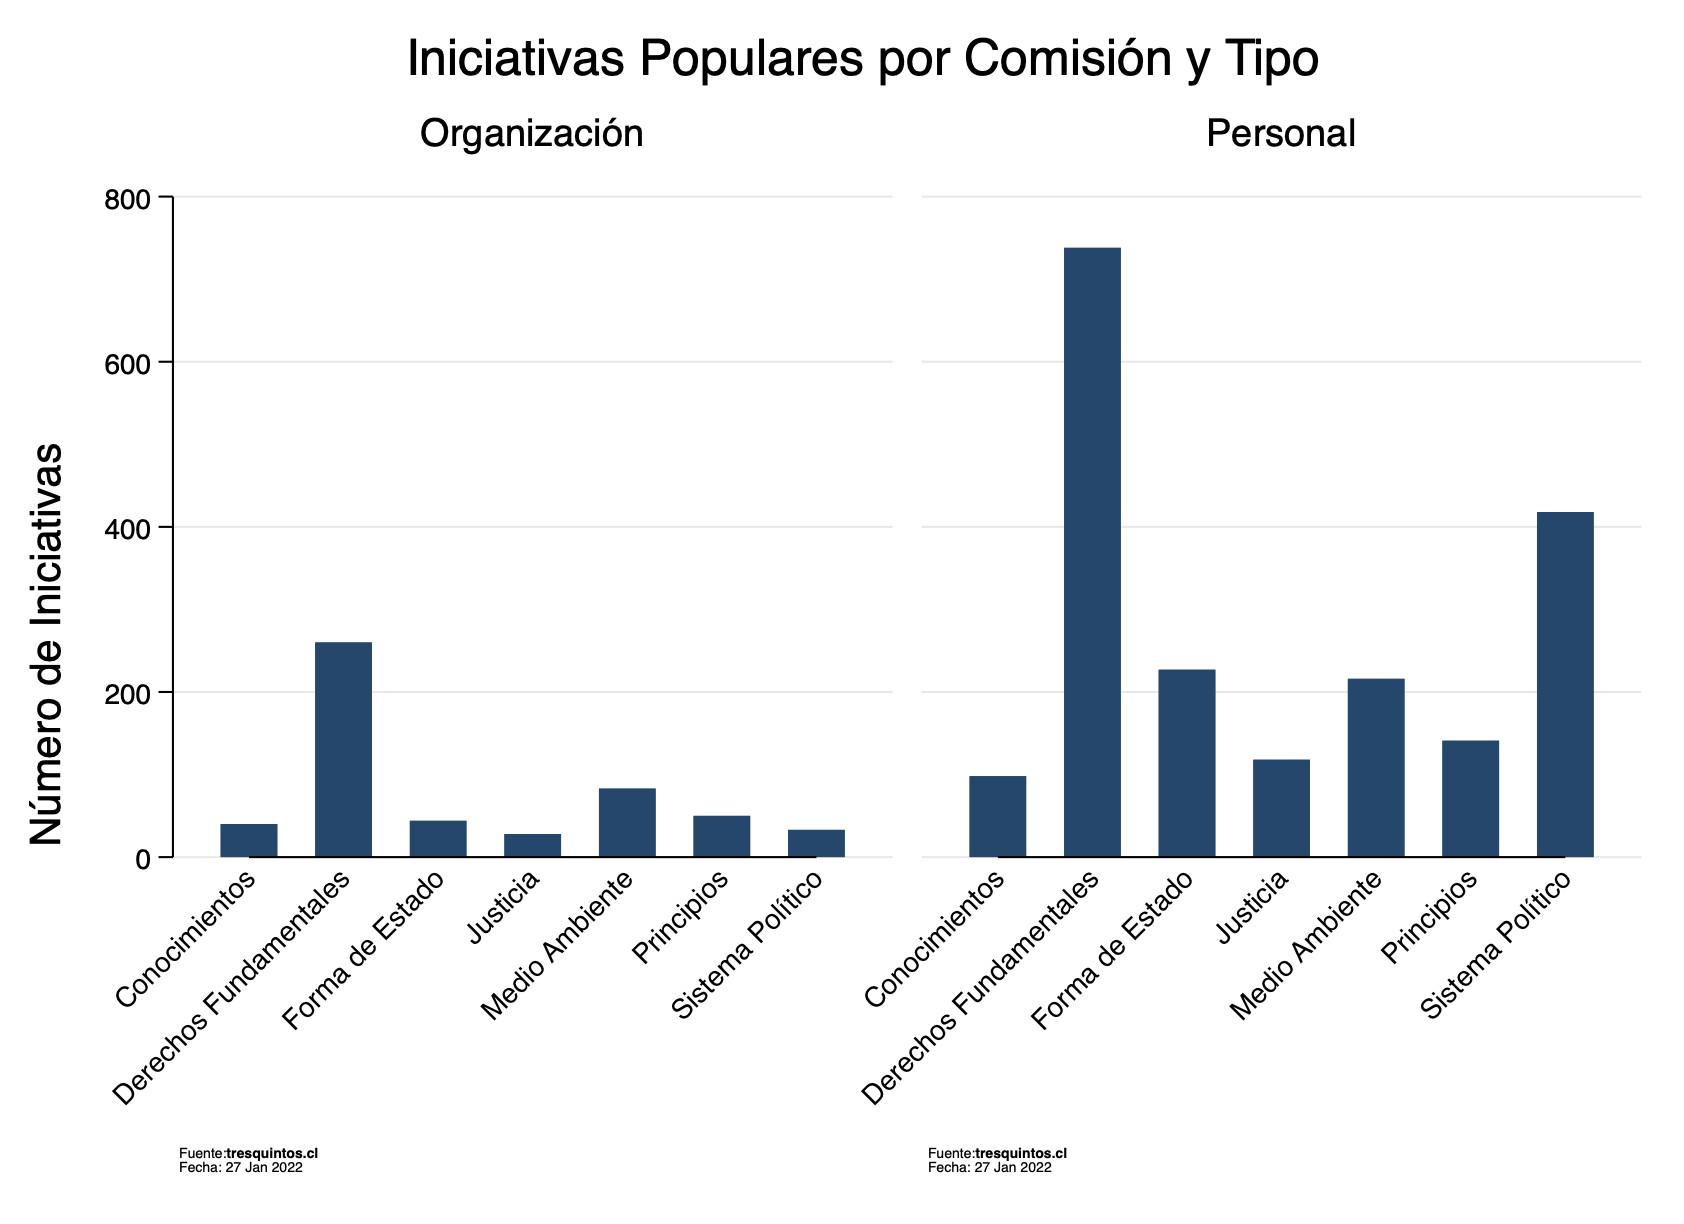 Iniciativas Populares por Comisión y Tipo
Organización
Personal
Número de Iniciativas
800
600
400
200
0
Conocimientos
Derechos Fundamentales
Forma de Estado
Justicia
Medio Ambiente
Principios
Sistema Político
Conocimientos
Derechos Fundamentales
Forma de Estado
Justicia
Medio Ambiente
Principios
Sistema Político
Fuente:tresquintos.cl
Fecha: 27 Jan 2022
Fuente:tresquintos.cl
Fecha: 27 Jan 2022